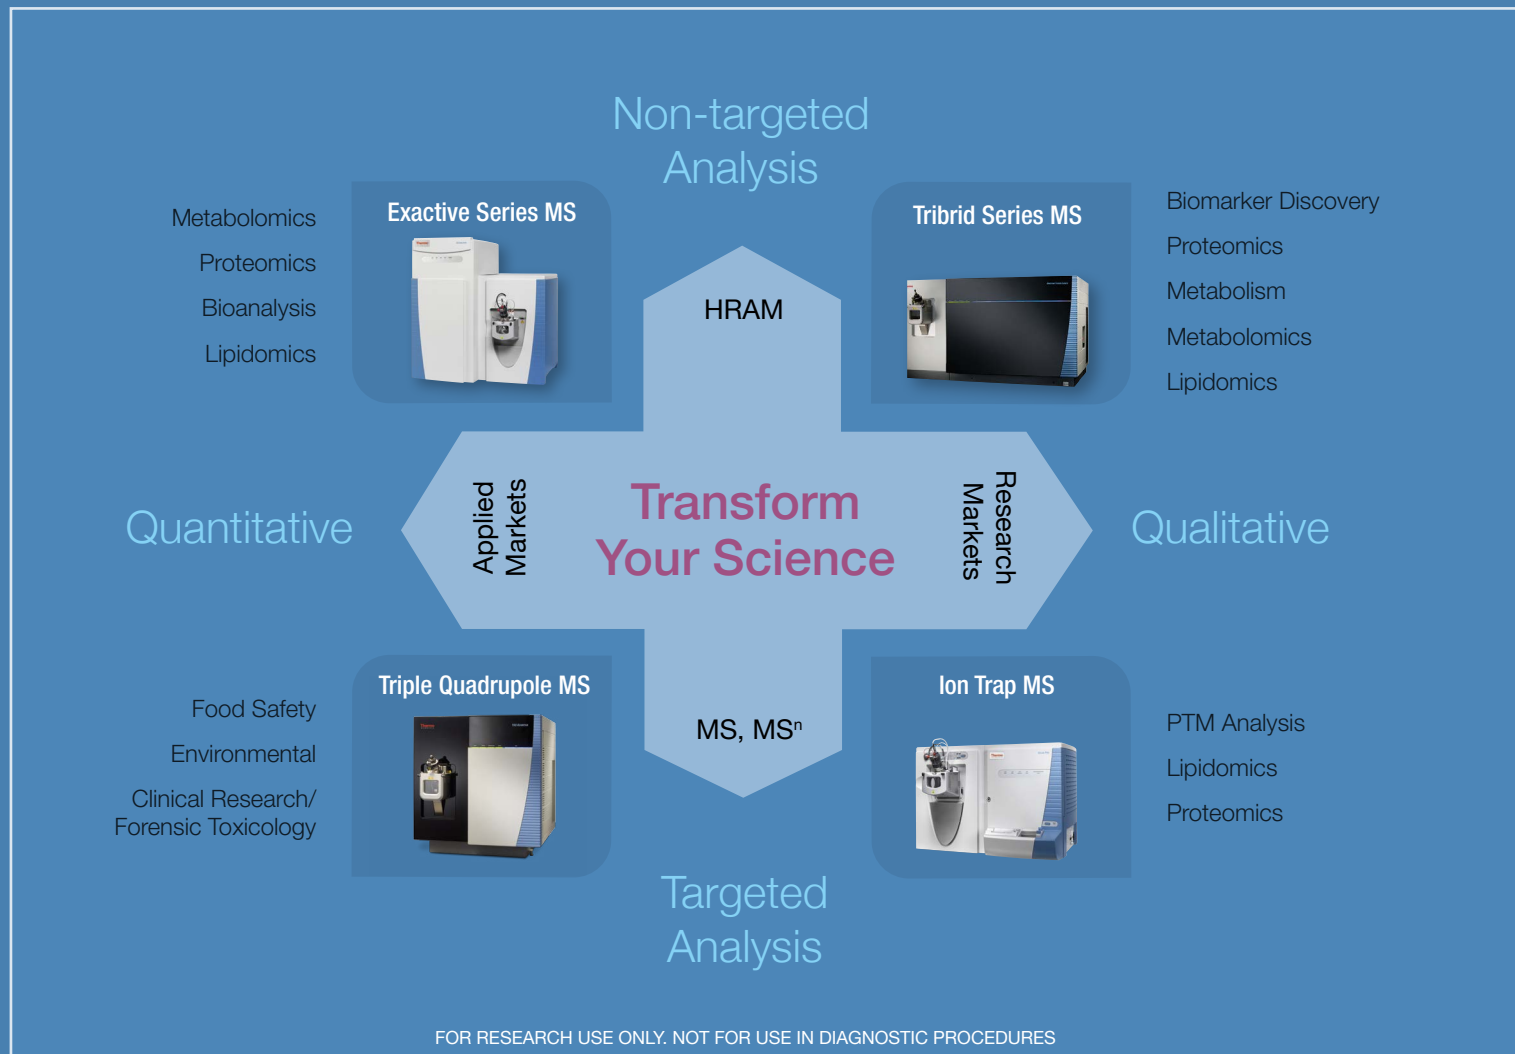 Non-targeted
Analysis
Exactive Series MS
Metabolomics
Proteomics
Bioanalysis
Lipidomics
Tribrid Series MS
Biomarker Discovery
Proteomics
Metabolism
Metabolomics
Lipidomics
HRAM
Quantitative
Applied
Markets
Transform
Your Science
Research
Markets
Qualitative
Triple Quadrupole MS
Food Safety
Environmental
Clinical Research/
Forensic Toxicology
MS, MSⁿ
Ion Trap MS
PTM Analysis
Lipidomics
Proteomics
Targeted
Analysis
FOR RESEARCH USE ONLY. NOT FOR USE IN DIAGNOSTIC PROCEDURES